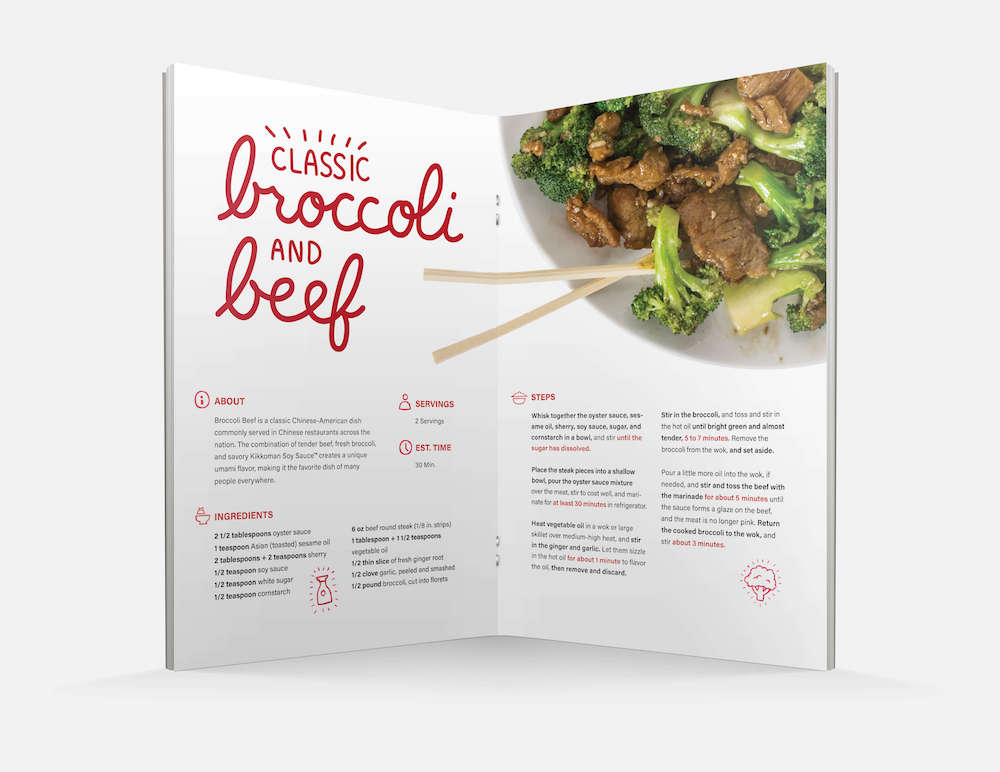 CLASSIC
broccoli
AND
beef
ABOUT
Broccoli Beef is a classic Chinese-American dish
commonly served in Chinese restaurants across the
nation. The combination of tender beef, fresh broccoli,
and savory Kikkoman Soy Sauce™ creates a unique
umami flavor, making it the favorite dish of many
people everywhere.
SERVINGS
2 Servings
EST. TIME
30 Min.
INGREDIENTS
2 1/2 tablespoons oyster sauce
1 teaspoon Asian (toasted) sesame oil
2 tablespoons + 2 teaspoons sherry
1/2 teaspoon soy sauce
1/2 teaspoon white sugar
1/2 teaspoon cornstarch
6 oz beef round steak (1/8 in. strips)
1 tablespoon + 1 1/2 teaspoons
vegetable oil
1/2 thin slice of fresh ginger root
1/2 clove garlic, peeled and smashed
1/2 pound broccoli, cut into florets
STEPS
Whisk together the oyster sauce, ses-
ame oil, sherry, soy sauce, sugar, and
cornstarch in a bowl, and stir until the
sugar has dissolved.
Place the steak pieces into a shallow
bowl, pour the oyster sauce mixture
over the meat, stir to coat well, and mari-
nate for at least 30 minutes in refrigerator.
Heat vegetable oil in a wok or large
skillet over medium-high heat, and stir
in the ginger and garlic. Let them sizzle
in the hot oil for about 1 minute to flavor
the oil, then remove and discard.
Stir in the broccoli, and toss and stir in
the hot oil until bright green and almost
tender, 5 to 7 minutes. Remove the
broccoli from the wok, and set aside.
Pour a little more oil into the wok, if
needed, and stir and toss the beef with
the marinade for about 5 minutes until
the sauce forms a glaze on the beef,
and the meat is no longer pink. Return
the cooked broccoli to the wok, and
stir about 3 minutes.